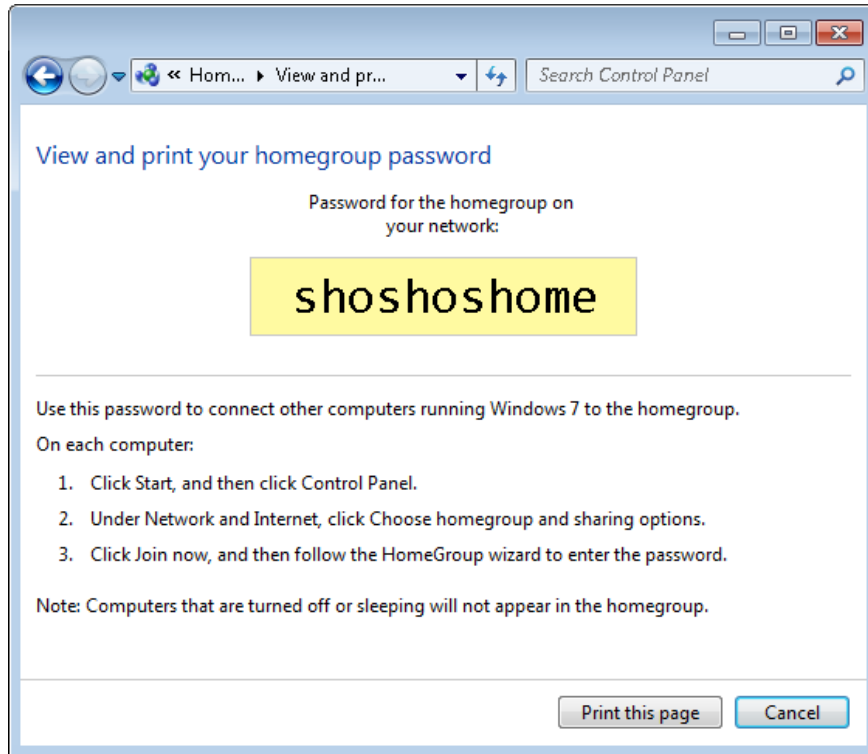 « Hom... ▸ View and pr... Search Control Panel
View and print your homegroup password
Password for the homegroup on
your network:
shoshoshome
Use this password to connect other computers running Windows 7 to the homegroup.
On each computer:
1. Click Start, and then click Control Panel.
2. Under Network and Internet, click Choose homegroup and sharing options.
3. Click Join now, and then follow the HomeGroup wizard to enter the password.
Note: Computers that are turned off or sleeping will not appear in the homegroup.
Print this page Cancel